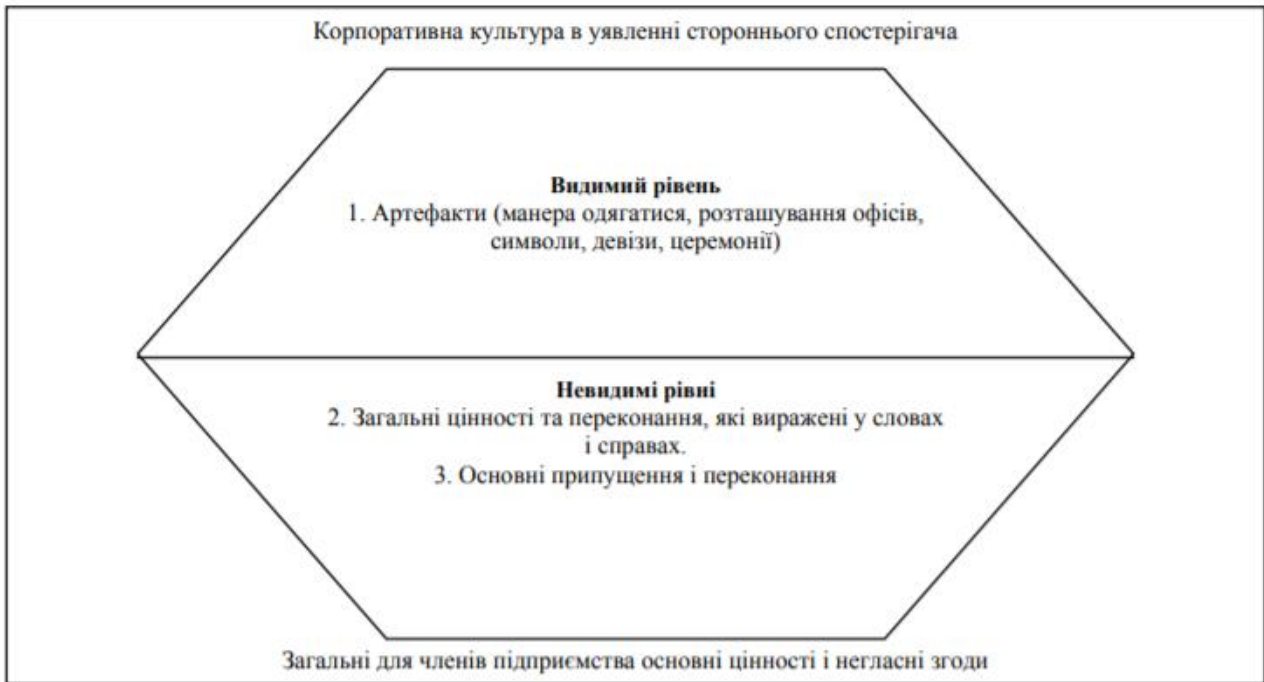 Корпоративна культура в уявленні стороннього спостерігача
Видимий рівень
1. Артефакти (манера одягатися, розташування офісів,
символи, девізи, церемонії)
Невидимі рівні
2. Загальні цінності та переконання, які виражені у словах
і справах.
3. Основні припущення і переконання
Загальні для членів підприємства основні цінності і негласні згоди